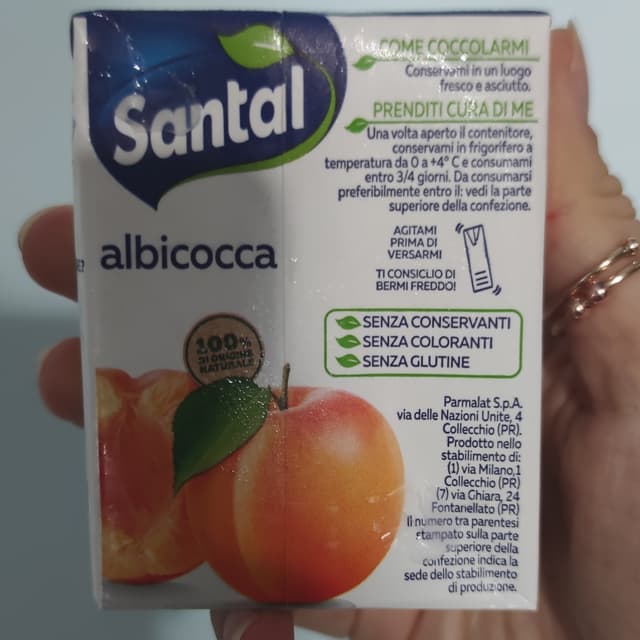 Santal
albicocca
100%
DI ORIGINE
NATURALE
COME COCCOLARMI
Conservami in un luogo
fresco e asciutto.
PRENDITI CURA DI ME
Una volta aperto il contenitore,
conservami in frigorifero a
temperatura da 0 a +4° C e consumami
entro 3/4 giorni. Da consumarsi
preferibilmente entro il: vedi la parte
superiore della confezione.
AGITAMI
PRIMA DI
VERSARMI
TI CONSIGLIO DI
BERMI FREDDO!
SENZA CONSERVANTI
SENZA COLORANTI
SENZA GLUTINE
Parmalat S.p.A.
via delle Nazioni Unite, 4
Collecchio (PR).
Prodotto nello
stabilimento di:
(1) via Milano,1
Collecchio (PR)
(7) via Ghiara, 24
Fontanellato (PR)
Il numero tra parentesi
stampato sulla parte
superiore della
confezione indica la
sede dello stabilimento
di produzione.